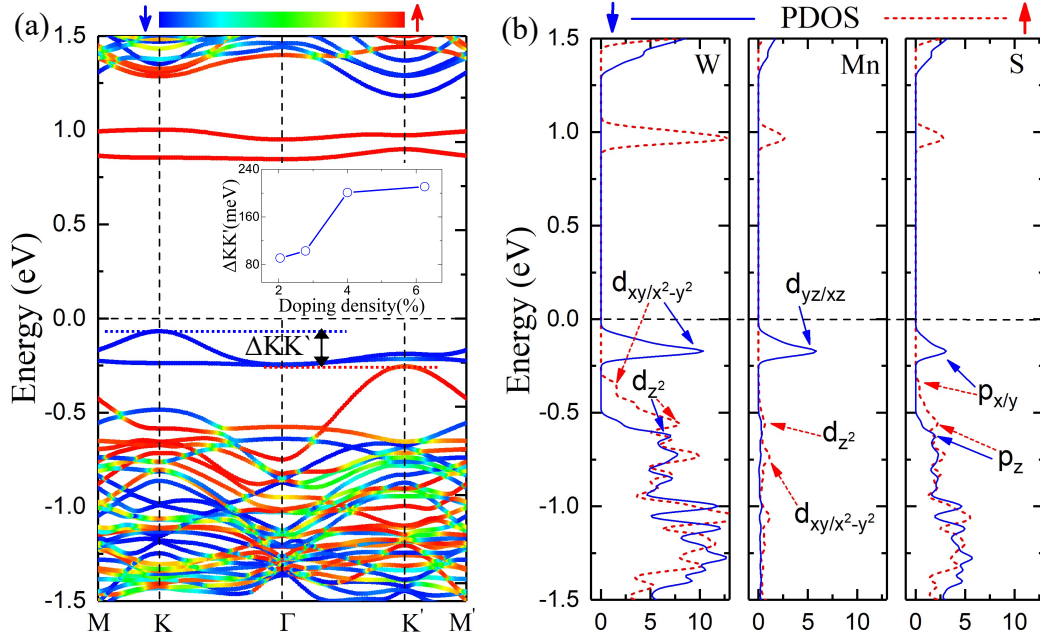 (a)
1.5
1.0
0.5
0.0
-0.5
-1.0
-1.5
Energy (eV)
M K Γ K' M'
ΔKK`
ΔKK'(meV)
240
160
80
2 4 6
Doping density(%)
(b) PDOS
W Mn S
1.5
1.0
0.5
0.0
-0.5
-1.0
-1.5
Energy (eV)
dxy/x²-y²
dz²
dyz/xz
dz²
dxy/x²-y²
px/y
pz
0 5 10 0 5 10 0 5 10